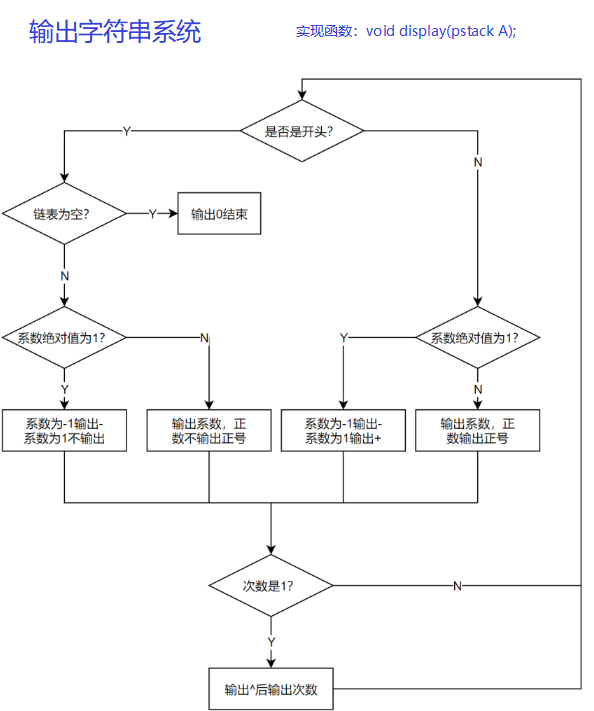 输出字符串系统
实现函数：void display(pstack A);
是否是开头？
Y
N
链表为空？
Y
输出0结束
N
系数绝对值为1？
N
Y
系数绝对值为1？
Y
N
系数为-1输出-
系数为1不输出
输出系数，正
数不输出正号
系数为-1输出-
系数为1输出+
输出系数，正
数输出正号
次数是1？
N
Y
输出^后输出次数